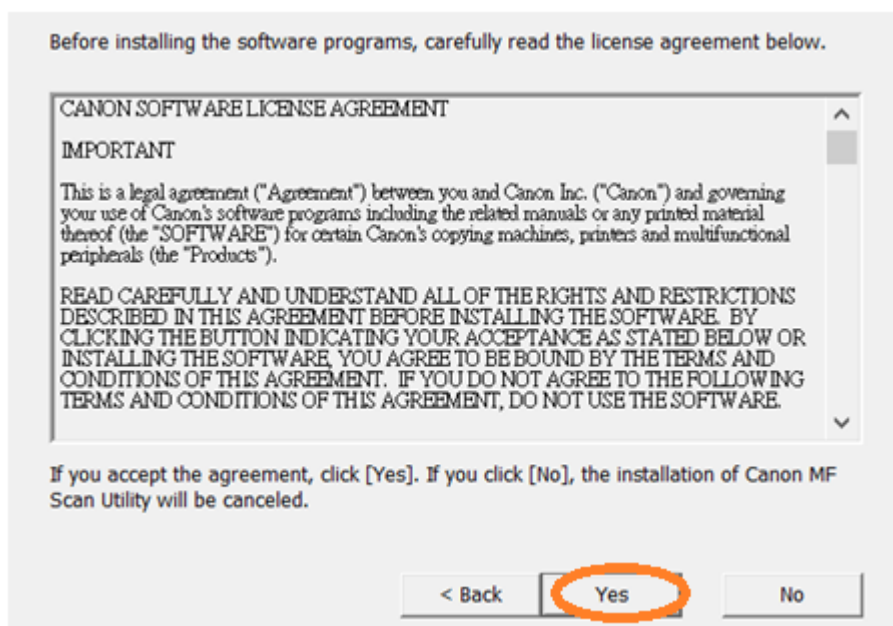 Before installing the software programs, carefully read the license agreement below.
CANON SOFTWARE LICENSE AGREEMENT
IMPORTANT
This is a legal agreement ("Agreement") between you and Canon Inc. ("Canon") and governing
your use of Canon's software programs including the related manuals or any printed material
thereof (the "SOFTWARE") for certain Canon's copying machines, printers and multifunctional
peripherals (the "Products").
READ CAREFULLY AND UNDERSTAND ALL OF THE RIGHTS AND RESTRICTIONS
DESCRIBED IN THIS AGREEMENT BEFORE INSTALLING THE SOFTWARE. BY
CLICKING THE BUTTON INDICATING YOUR ACCEPTANCE AS STATED BELOW OR
INSTALLING THE SOFTWARE, YOU AGREE TO BE BOUND BY THE TERMS AND
CONDITIONS OF THIS AGREEMENT. IF YOU DO NOT AGREE TO THE FOLLOWING
TERMS AND CONDITIONS OF THIS AGREEMENT, DO NOT USE THE SOFTWARE.
If you accept the agreement, click [Yes]. If you click [No], the installation of Canon MF
Scan Utility will be canceled.
< Back Yes No